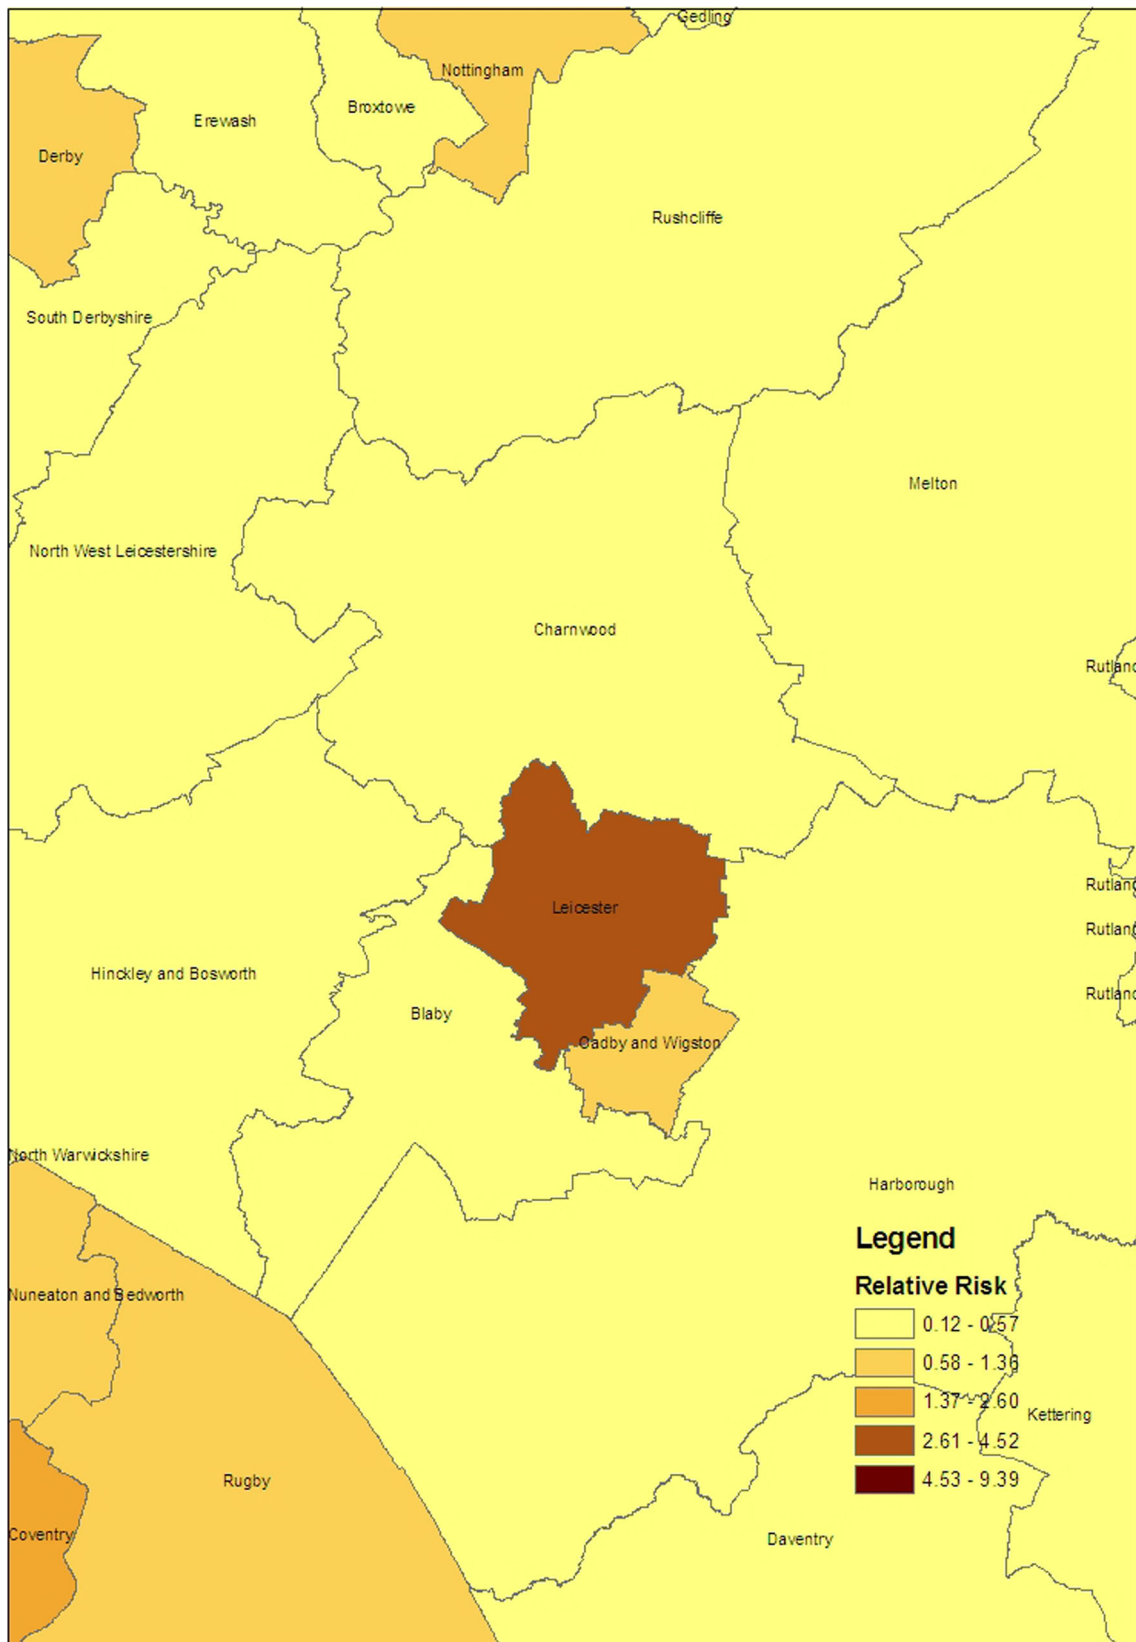 Gedling
Nottingham
Broxtowe
Erewash
Derby
Rushcliffe
South Derbyshire
Melton
North West Leicestershire
Charnwood
Rutland
Rutland
Leicester
Rutland
Hinckley and Bosworth
Rutland
Blaby
Oadby and Wigston
North Warwickshire
Harborough
Legend
Relative Risk
Nuneaton and Bedworth
0.12 - 0.57
0.58 - 1.36
1.37 - 2.60
Kettering
2.61 - 4.52
Rugby
4.53 - 9.39
Coventry
Daventry